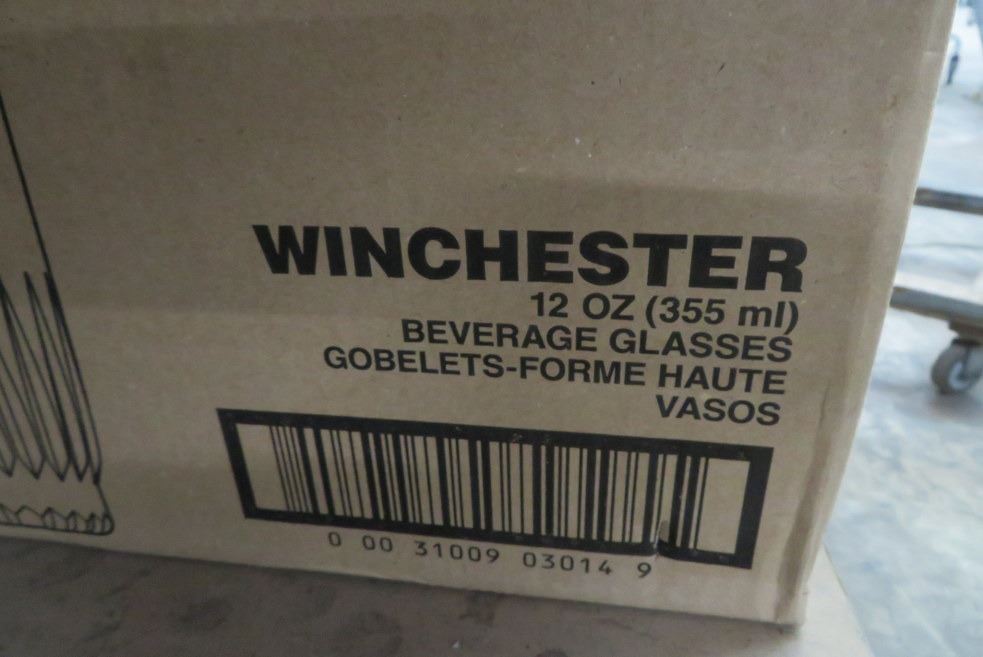 WINCHESTER
12 OZ (355 ml)
BEVERAGE GLASSES
GOBELETS-FORME HAUTE
VASOS
0 00 31009 03014 9